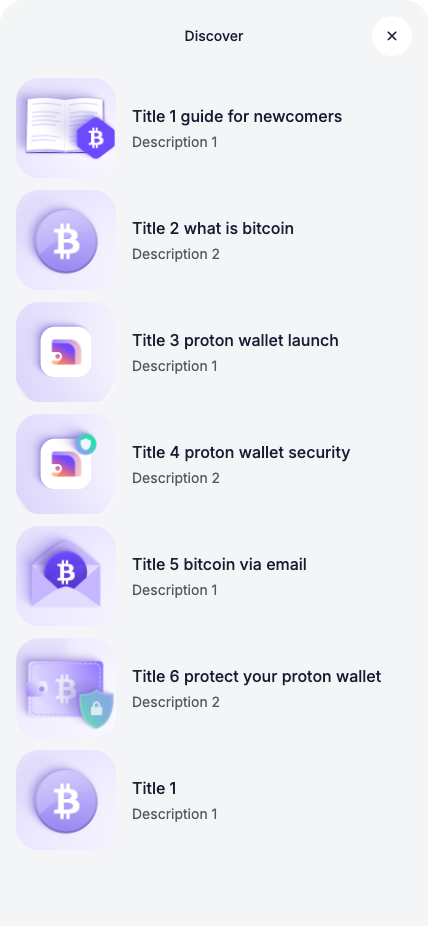 Discover
Title 1 guide for newcomers
Description 1
Title 2 what is bitcoin
Description 2
Title 3 proton wallet launch
Description 1
Title 4 proton wallet security
Description 2
Title 5 bitcoin via email
Description 1
Title 6 protect your proton wallet
Description 2
Title 1
Description 1